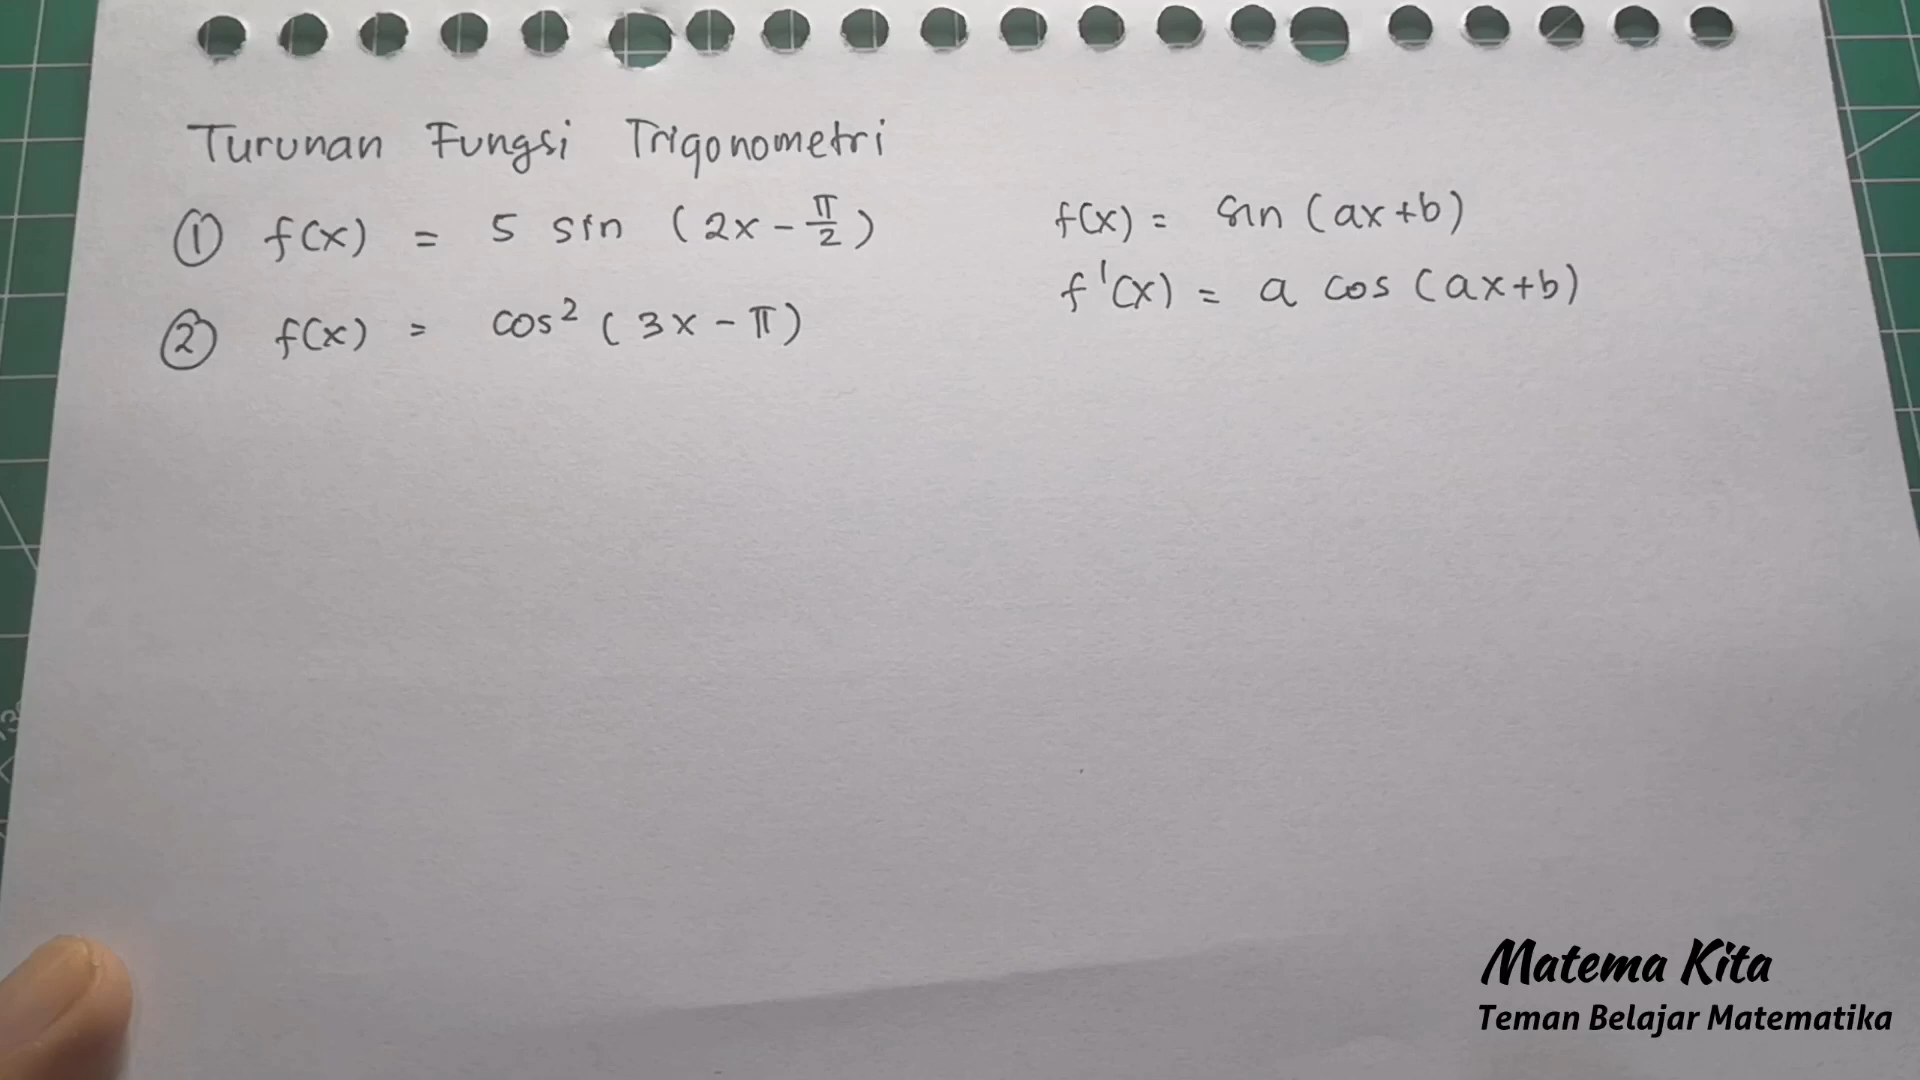 Turunan Fungsi Trigonometri
① f(x) = 5 sin (2x - π/2)
② f(x) = cos² (3x - π)
f(x) = sin (ax+b)
f'(x) = a cos (ax+b)
Matema Kita
Teman Belajar Matematika